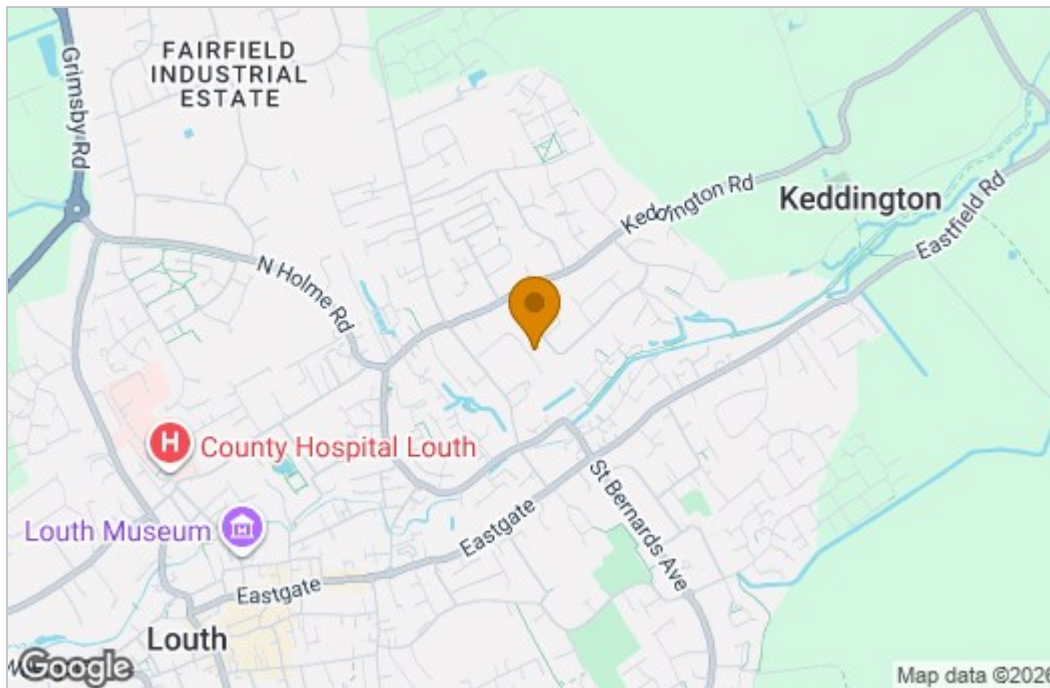 FAIRFIELD
INDUSTRIAL
ESTATE
Grimsby Rd
Keddington Rd
Keddington
Eastfield Rd
N Holme Rd
H
County Hospital Louth
St Bernards Ave
Louth Museum
Eastgate
Eastgate
Louth
Google
Map data ©2026